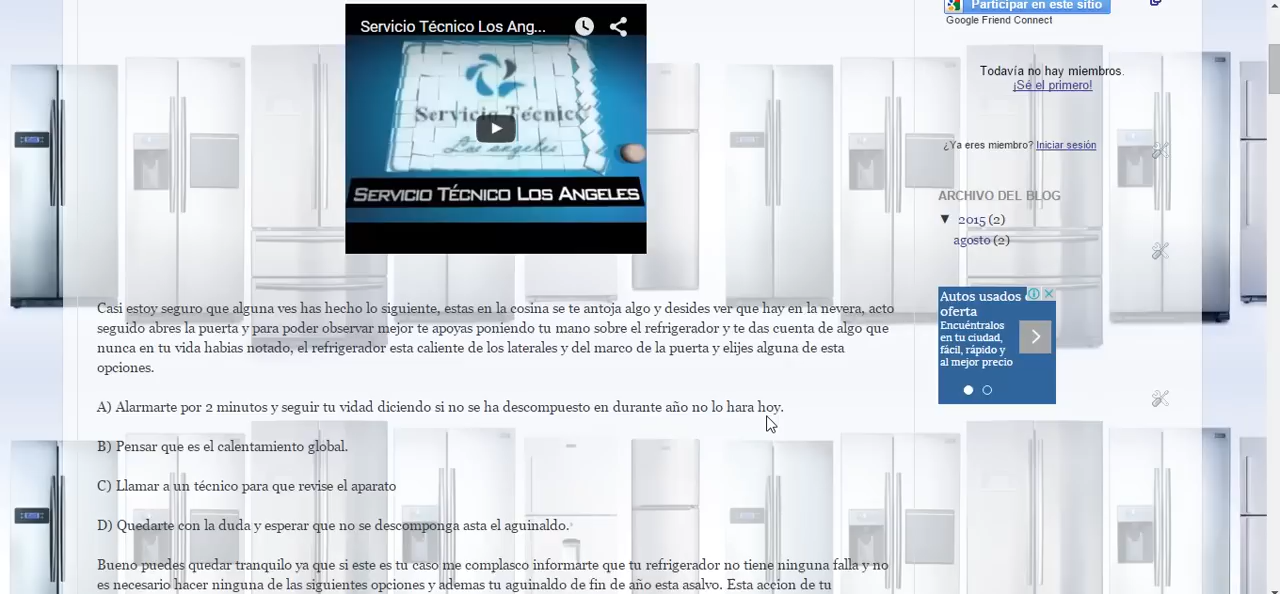 Servicio Técnico Los Ang...
Servicio Técnico
Los angeles
SERVICIO TÉCNICO LOS ANGELES
Casi estoy seguro que alguna ves has hecho lo siguiente, estas en la cosina se te antoja algo y desides ver que hay en la nevera, acto
seguido abres la puerta y para poder observar mejor te apoyas poniendo tu mano sobre el refrigerador y te das cuenta de algo que
nunca en tu vida habias notado, el refrigerador esta caliente de los laterales y del marco de la puerta y elijes alguna de esta
opciones.
A) Alarmarte por 2 minutos y seguir tu vidad diciendo si no se ha descompuesto en durante año no lo hara hoy.
B) Pensar que es el calentamiento global.
C) Llamar a un técnico para que revise el aparato
D) Quedarte con la duda y esperar que no se descomponga asta el aguinaldo.
Bueno puedes quedar tranquilo ya que si este es tu caso me complasco informarte que tu refrigerador no tiene ninguna falla y no
es necesario hacer ninguna de las siguientes opciones y ademas tu aguinaldo de fin de año esta asalvo. Esta accion de tu
Participar en este sitio
Google Friend Connect
Todavía no hay miembros.
¡Sé el primero!
¿Ya eres miembro? Iniciar sesión
ARCHIVO DEL BLOG
▼ 2015 (2)
agosto (2)
Autos usados
oferta
Encuéntralos
en tu ciudad,
fácil, rápido y
al mejor precio